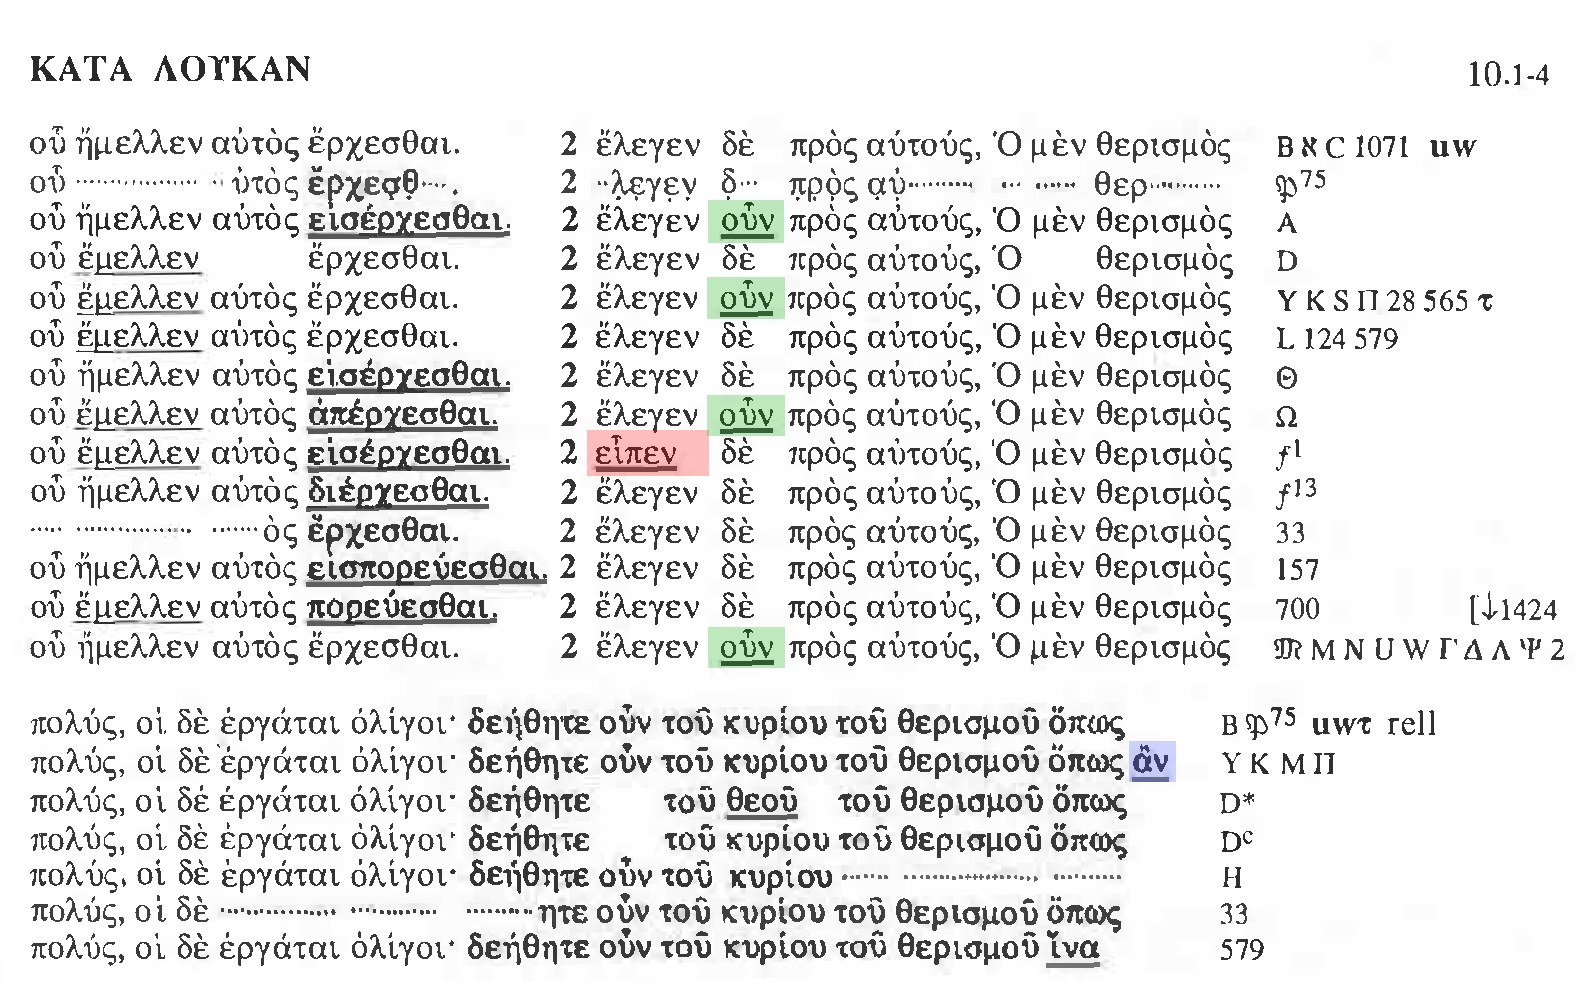 ΚΑΤΑ ΛΟΥΚΑΝ 10.1-4
οὗ ἤμελλεν αὐτὸς ἔρχεσθαι. 2 ἔλεγεν δὲ πρὸς αὐτούς, Ὁ μὲν θερισμὸς B ℵ C 1071 uw
οὗ ................... ..ὐτὸς ἔρχεσθ..... 2 ..λεγεν δ... πρὸς αὐ.......... ... ...... θερ.......... 𝔓75
οὗ ἤμελλεν αὐτὸς εἰσέρχεσθαι. 2 ἔλεγεν οὖν πρὸς αὐτούς, Ὁ μὲν θερισμὸς A
οὗ ἔμελλεν ἔρχεσθαι. 2 ἔλεγεν δὲ πρὸς αὐτούς, Ὁ θερισμὸς D
οὗ ἔμελλεν αὐτὸς ἔρχεσθαι. 2 ἔλεγεν οὖν πρὸς αὐτούς, Ὁ μὲν θερισμὸς Y K S Π 28 565 τ
οὗ ἔμελλεν αὐτὸς ἔρχεσθαι. 2 ἔλεγεν δὲ πρὸς αὐτούς, Ὁ μὲν θερισμὸς L 124 579
οὗ ἤμελλεν αὐτὸς εἰσέρχεσθαι. 2 ἔλεγεν δὲ πρὸς αὐτούς, Ὁ μὲν θερισμὸς Θ
οὗ ἔμελλεν αὐτὸς ἀπέρχεσθαι. 2 ἔλεγεν οὖν πρὸς αὐτούς, Ὁ μὲν θερισμὸς Ω
οὗ ἔμελλεν αὐτὸς εἰσέρχεσθαι. 2 εἶπεν δὲ πρὸς αὐτούς, Ὁ μὲν θερισμὸς f1
οὗ ἤμελλεν αὐτὸς διέρχεσθαι. 2 ἔλεγεν δὲ πρὸς αὐτούς, Ὁ μὲν θερισμὸς f13
..... .................. .......ὸς ἔρχεσθαι. 2 ἔλεγεν δὲ πρὸς αὐτούς, Ὁ μὲν θερισμὸς 33
οὗ ἤμελλεν αὐτὸς εἰσπορεύεσθαι. 2 ἔλεγεν δὲ πρὸς αὐτούς, Ὁ μὲν θερισμὸς 157
οὗ ἔμελλεν αὐτὸς πορεύεσθαι. 2 ἔλεγεν δὲ πρὸς αὐτούς, Ὁ μὲν θερισμὸς 700 [↓1424
οὗ ἤμελλεν αὐτὸς ἔρχεσθαι. 2 ἔλεγεν οὖν πρὸς αὐτούς, Ὁ μὲν θερισμὸς 𝔐 M N U W Γ Δ Λ Ψ 2
πολύς, οἱ δὲ ἐργάται ὀλίγοι· δεήθητε οὖν τοῦ κυρίου τοῦ θερισμοῦ ὅπως B 𝔓75 uwτ rell
πολύς, οἱ δὲ ἐργάται ὀλίγοι· δεήθητε οὖν τοῦ κυρίου τοῦ θερισμοῦ ὅπως ἂν Y K M Π
πολύς, οἱ δὲ ἐργάται ὀλίγοι· δεήθητε τοῦ θεοῦ τοῦ θερισμοῦ ὅπως D*
πολύς, οἱ δὲ ἐργάται ὀλίγοι· δεήθητε τοῦ κυρίου τοῦ θερισμοῦ ὅπως Dc
πολύς, οἱ δὲ ἐργάται ὀλίγοι· δεήθητε οὖν τοῦ κυρίου ...... .................. ......... H
πολύς, οἱ δὲ ............... ............ .........ητε οὖν τοῦ κυρίου τοῦ θερισμοῦ ὅπως 33
πολύς, οἱ δὲ ἐργάται ὀλίγοι· δεήθητε οὖν τοῦ κυρίου τοῦ θερισμοῦ ἵνα 579